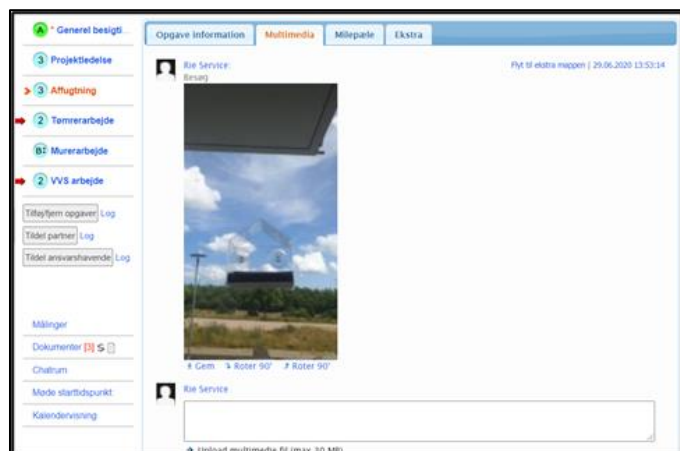 A * Generel besigti...
3 Projektledelse
3 Affugtning
2 Tømrerarbejde
Murerarbejde
2 VVS arbejde
Tilføj/fjern opgaver Log
Tildel partner Log
Tildel ansvarshavende Log
Målinger
Dokumenter [3]
Chatrum
Møde starttidspunkt
Kalendervisning
Opgave information Multimedia Milepæle Ekstra
Rie Service: Flyt til ekstra mappen | 29.06.2020 13:53:14
Besøg
Gem Roter 90° Roter 90°
Rie Service
Upload multimedie fil (max. 30 MB)